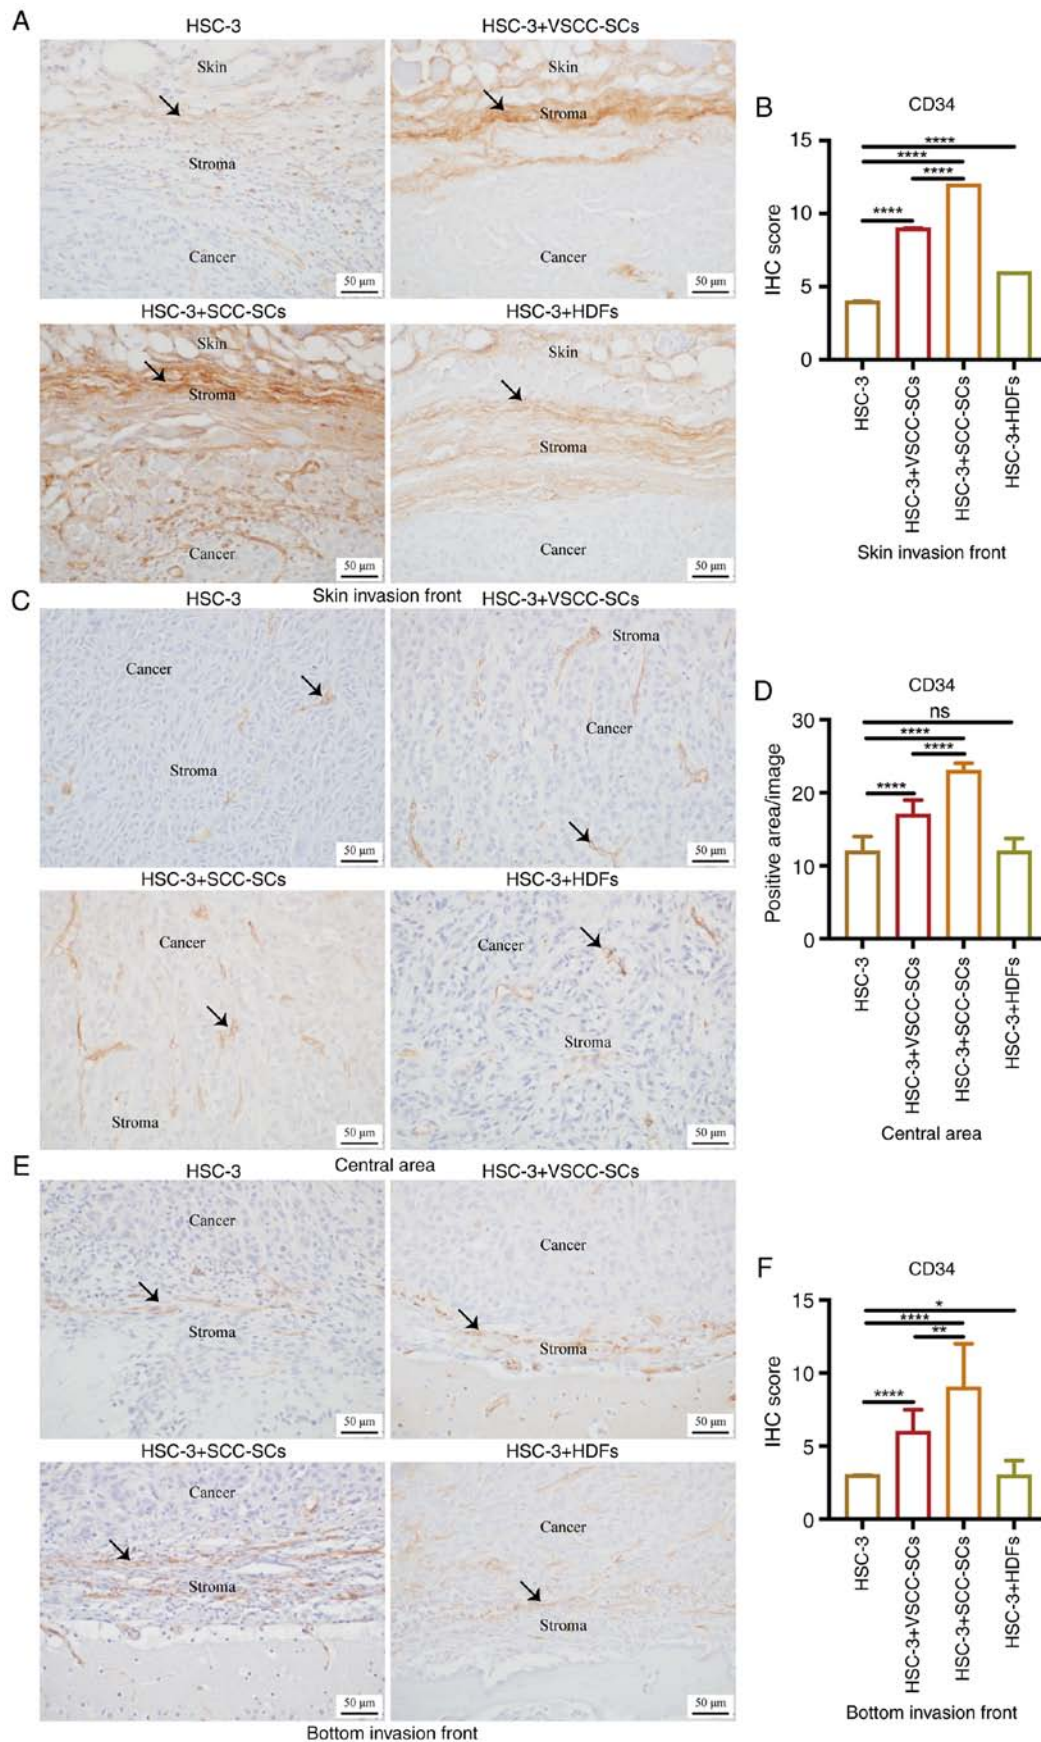 A
HSC-3
HSC-3+VSCC-SCs
Skin
Stroma
Cancer
50 μm
Skin
Stroma
Cancer
50 μm
HSC-3+SCC-SCs
HSC-3+HDFs
Skin
Stroma
Cancer
50 μm
Skin
Stroma
Cancer
50 μm
Skin invasion front
B
CD34
IHC score
15
10
5
0
****
****
****
****
HSC-3
HSC-3+VSCC-SCs
HSC-3+SCC-SCs
HSC-3+HDFs
Skin invasion front
C
HSC-3
HSC-3+VSCC-SCs
Cancer
Stroma
50 μm
Stroma
Cancer
50 μm
HSC-3+SCC-SCs
HSC-3+HDFs
Cancer
Stroma
50 μm
Cancer
Stroma
50 μm
Central area
D
CD34
Positive area/image
30
20
10
0
ns
****
****
****
HSC-3
HSC-3+VSCC-SCs
HSC-3+SCC-SCs
HSC-3+HDFs
Central area
E
HSC-3
HSC-3+VSCC-SCs
Cancer
Stroma
50 μm
Cancer
Stroma
50 μm
HSC-3+SCC-SCs
HSC-3+HDFs
Cancer
Stroma
50 μm
Cancer
Stroma
50 μm
Bottom invasion front
F
CD34
IHC score
15
10
5
0
*
****
**
****
HSC-3
HSC-3+VSCC-SCs
HSC-3+SCC-SCs
HSC-3+HDFs
Bottom invasion front